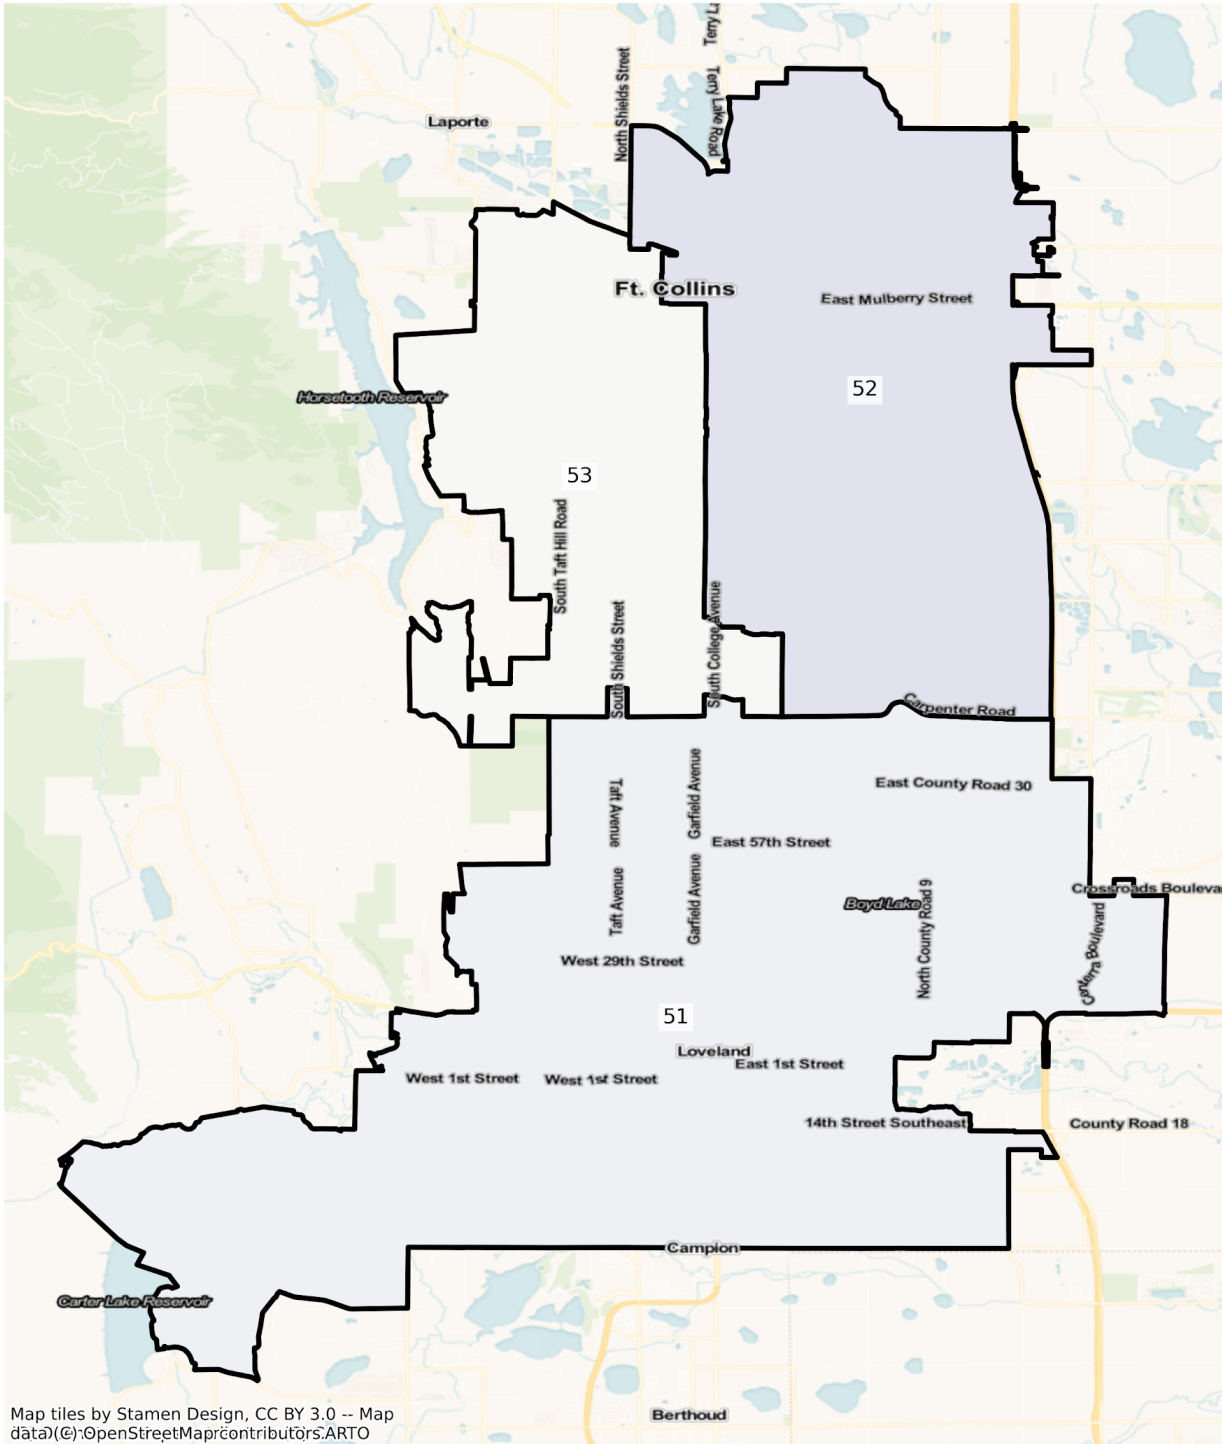 Terry La
North Shields Street
Terry Lake Road
Laporte
Ft. Collins
East Mulberry Street
52
Horsetooth Reservoir
53
South Taft Hill Road
South Shields Street
South College Avenue
Carpenter Road
Taft Avenue
Garfield Avenue
East County Road 30
East 57th Street
Taft Avenue
Garfield Avenue
North County Road 9
Crossroads Bouleva
Boyd Lake
Centerra Boulevard
West 29th Street
51
Loveland
East 1st Street
West 1st Street
West 1st Street
14th Street Southeast
County Road 18
Campion
Carter Lake Reservoir
Berthoud
Map tiles by Stamen Design, CC BY 3.0 -- Map
data (C) OpenStreetMap contributors